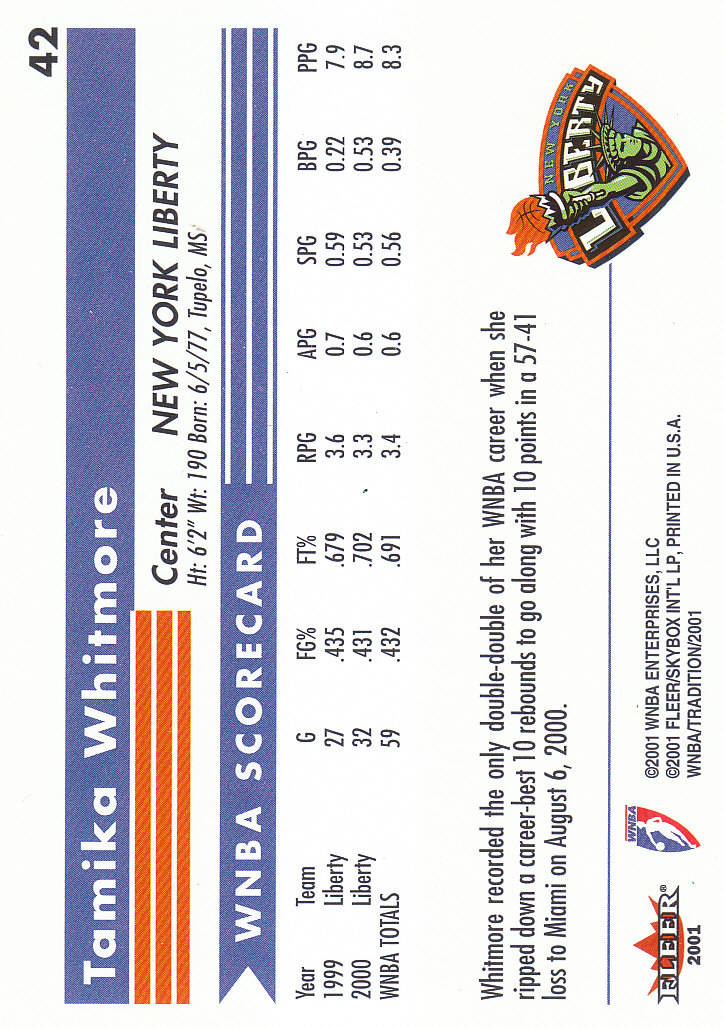 42
Tamika Whitmore
Center NEW YORK LIBERTY
Ht: 6'2" Wt: 190 Born: 6/5/77, Tupelo, MS
WNBA SCORECARD
Year Team G FG% FT% RPG APG SPG BPG PPG
1999 Liberty 27 .435 .679 3.6 0.7 0.59 0.22 7.9
2000 Liberty 32 .431 .702 3.3 0.6 0.53 0.53 8.7
WNBA TOTALS 59 .432 .691 3.4 0.6 0.56 0.39 8.3
Whitmore recorded the only double-double of her WNBA career when she
ripped down a career-best 10 rebounds to go along with 10 points in a 57-41
loss to Miami on August 6, 2000.
NEW YORK
LIBERTY
FLEER®
2001
WNBA
©2001 WNBA ENTERPRISES, LLC
©2001 FLEER/SKYBOX INT'L LP, PRINTED IN U.S.A.
WNBA/TRADITION/2001